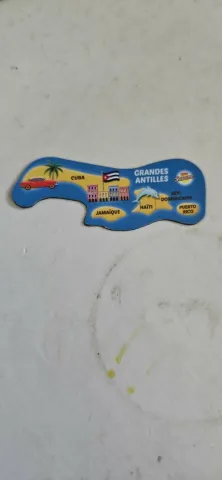 CUBA
GRANDES
ANTILLES
RÉP.
DOMINICAINE
HAÏTI
JAMAÏQUE
PUERTO
RICO